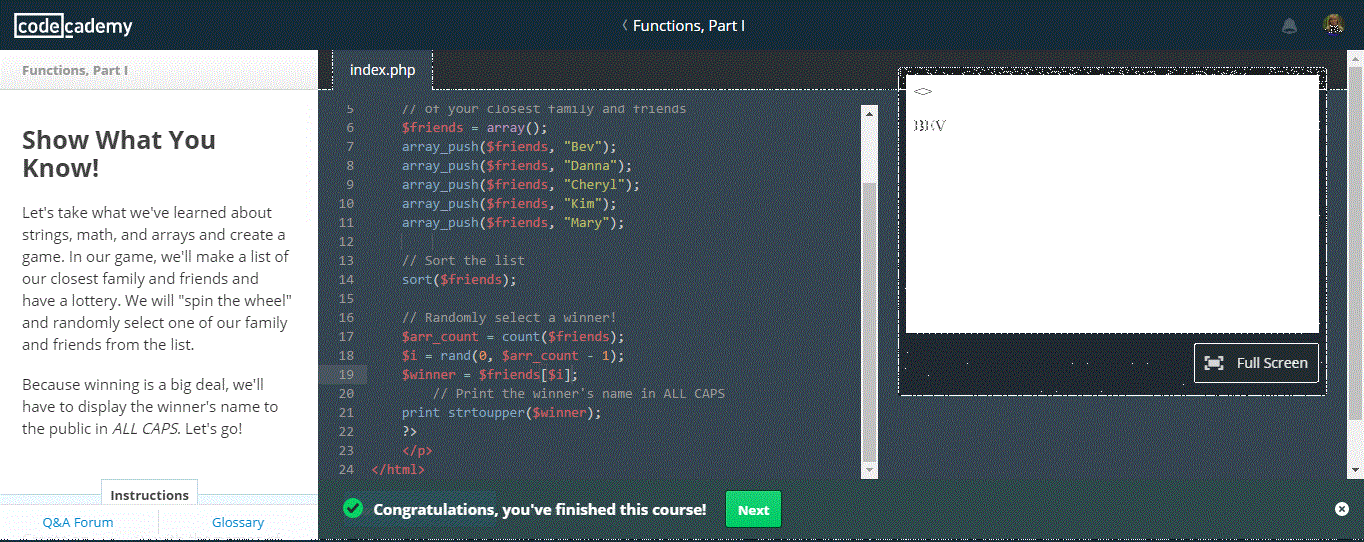 codecademy
Functions, Part I
Functions, Part I
Show What You
Know!
Let's take what we've learned about
strings, math, and arrays and create a
game. In our game, we'll make a list of
our closest family and friends and
have a lottery. We will "spin the wheel"
and randomly select one of our family
and friends from the list.
Because winning is a big deal, we'll
have to display the winner's name to
the public in ALL CAPS. Let's go!
Instructions
Q&A Forum
Glossary
index.php
5 // of your closest family and friends
6 $friends = array();
7 array_push($friends, "Bev");
8 array_push($friends, "Danna");
9 array_push($friends, "Cheryl");
10 array_push($friends, "Kim");
11 array_push($friends, "Mary");
12
13 // Sort the list
14 sort($friends);
15
16 // Randomly select a winner!
17 $arr_count = count($friends);
18 $i = rand(0, $arr_count - 1);
19 $winner = $friends[$i];
20 // Print the winner's name in ALL CAPS
21 print strtoupper($winner);
22 ?>
23 </p>
24 </html>
<>
Full Screen
Congratulations, you've finished this course!
Next